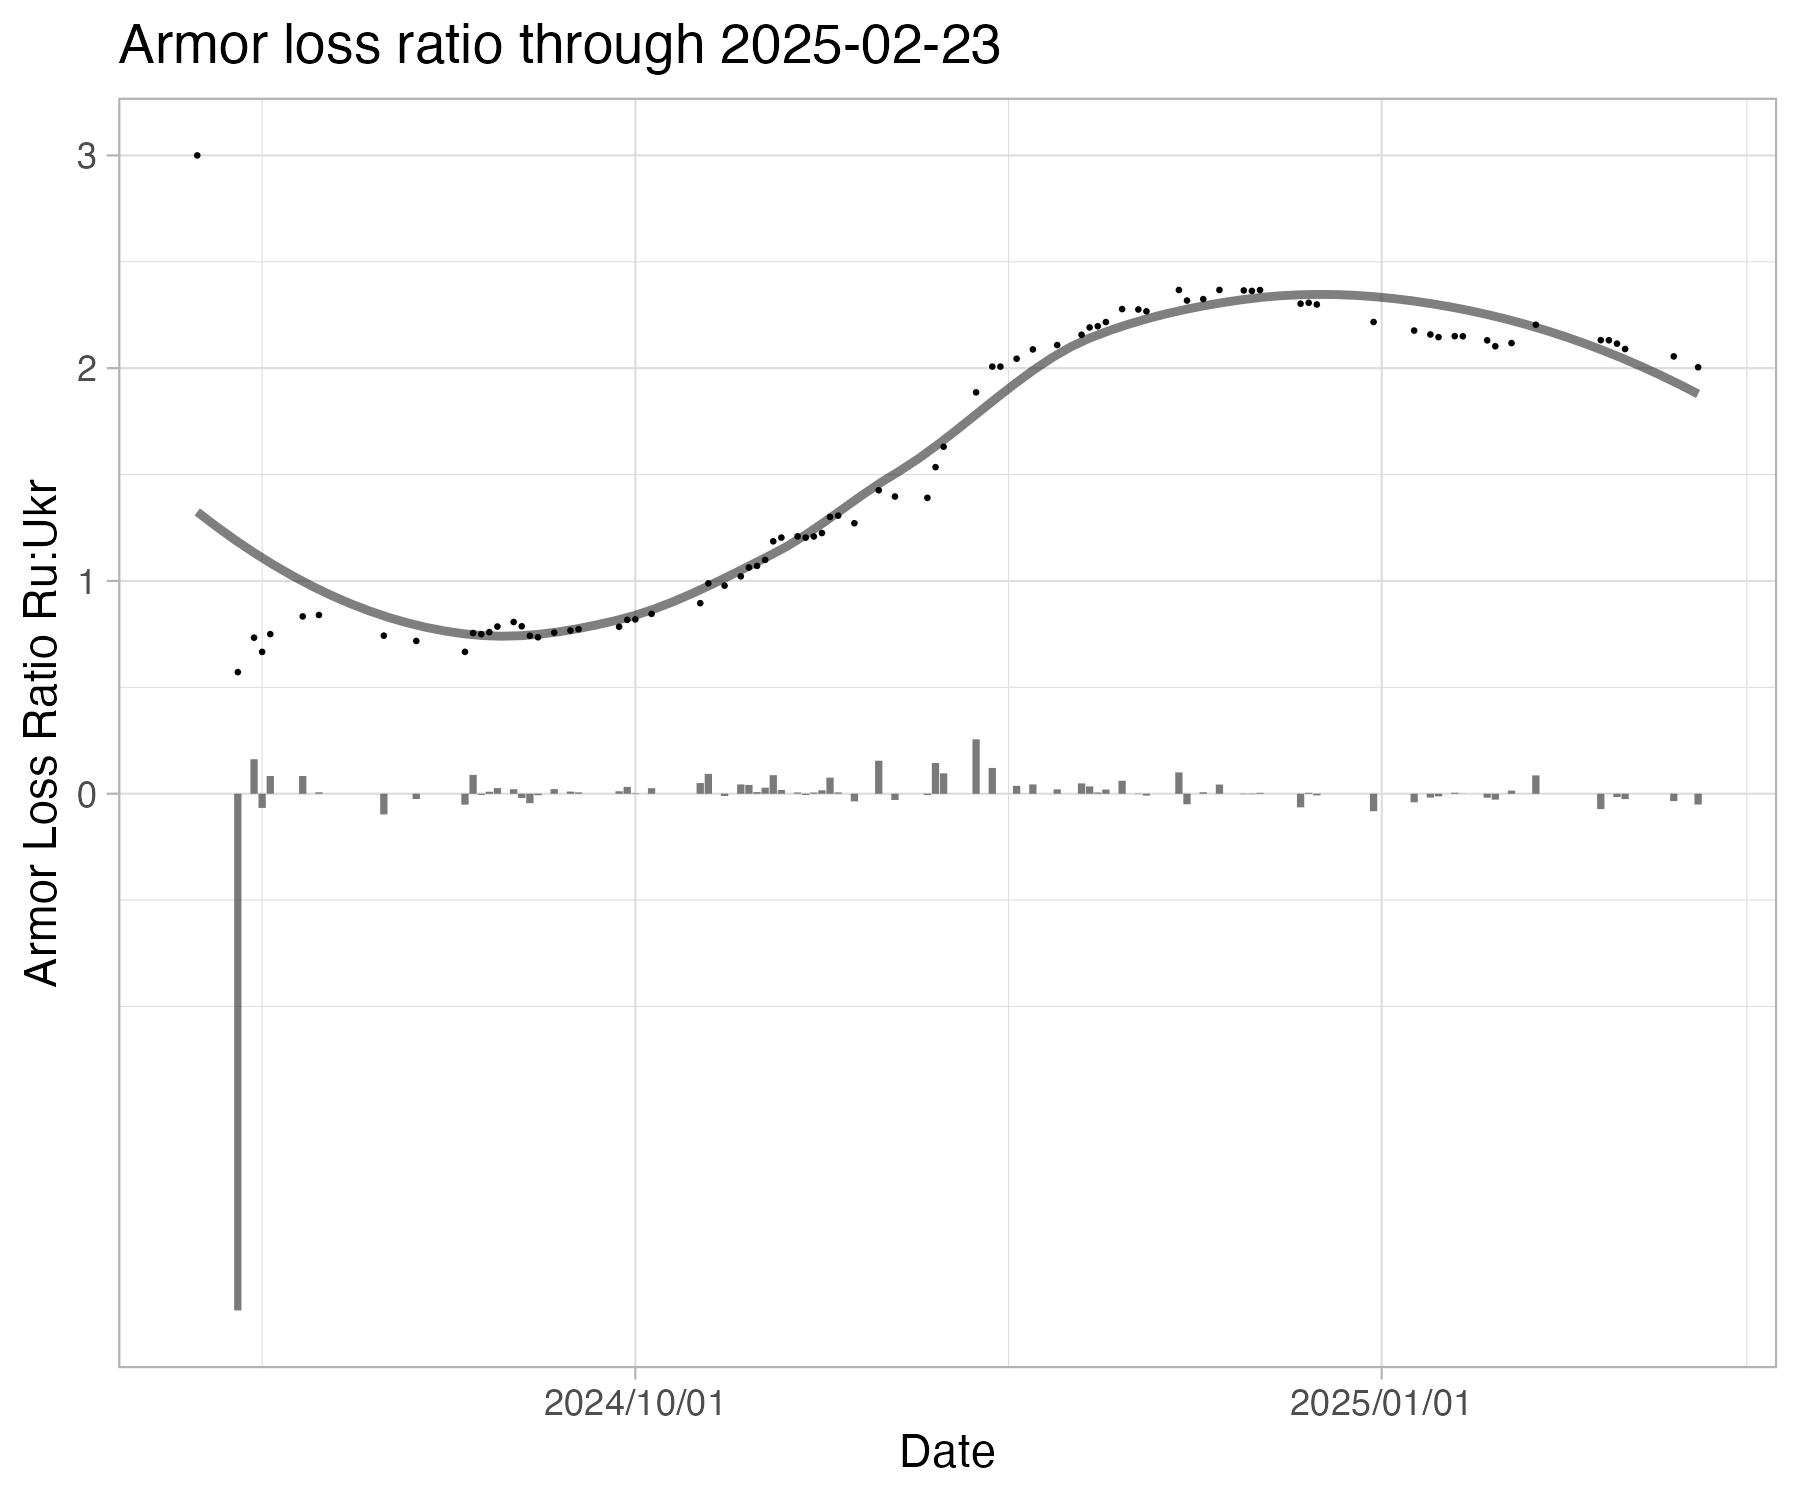 Armor loss ratio through 2025-02-23
Armor Loss Ratio Ru:Ukr
3
2
1
0
2024/10/01
2025/01/01
Date